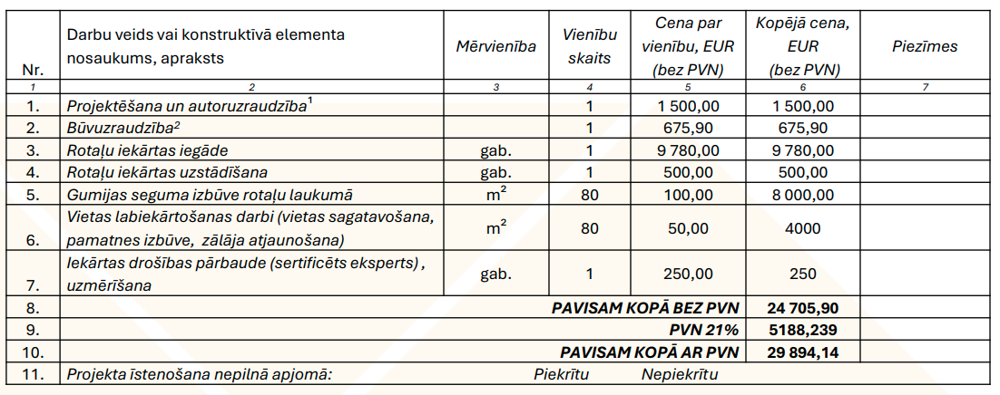 Nr. Darbu veids vai konstruktīvā elementa nosaukums, apraksts Mērvienība Vienību skaits Cena par vienību, EUR (bez PVN) Kopējā cena, EUR (bez PVN) Piezīmes
1 2 3 4 5 6 7
1. Projektēšana un autoruzraudzība¹ 1 1 500,00 1 500,00
2. Būvuzraudzība² 1 675,90 675,90
3. Rotaļu iekārtas iegāde gab. 1 9 780,00 9 780,00
4. Rotaļu iekārtas uzstādīšana gab. 1 500,00 500,00
5. Gumijas seguma izbūve rotaļu laukumā m² 80 100,00 8 000,00
6. Vietas labiekārtošanas darbi (vietas sagatavošana, pamatnes izbūve, zālāja atjaunošana) m² 80 50,00 4000
7. Iekārtas drošības pārbaude (sertificēts eksperts) , uzmērīšana gab. 1 250,00 250
8. PAVISAM KOPĀ BEZ PVN 24 705,90
9. PVN 21% 5188,239
10. PAVISAM KOPĀ AR PVN 29 894,14
11. Projekta īstenošana nepilnā apjomā: Piekrītu Nepiekrītu